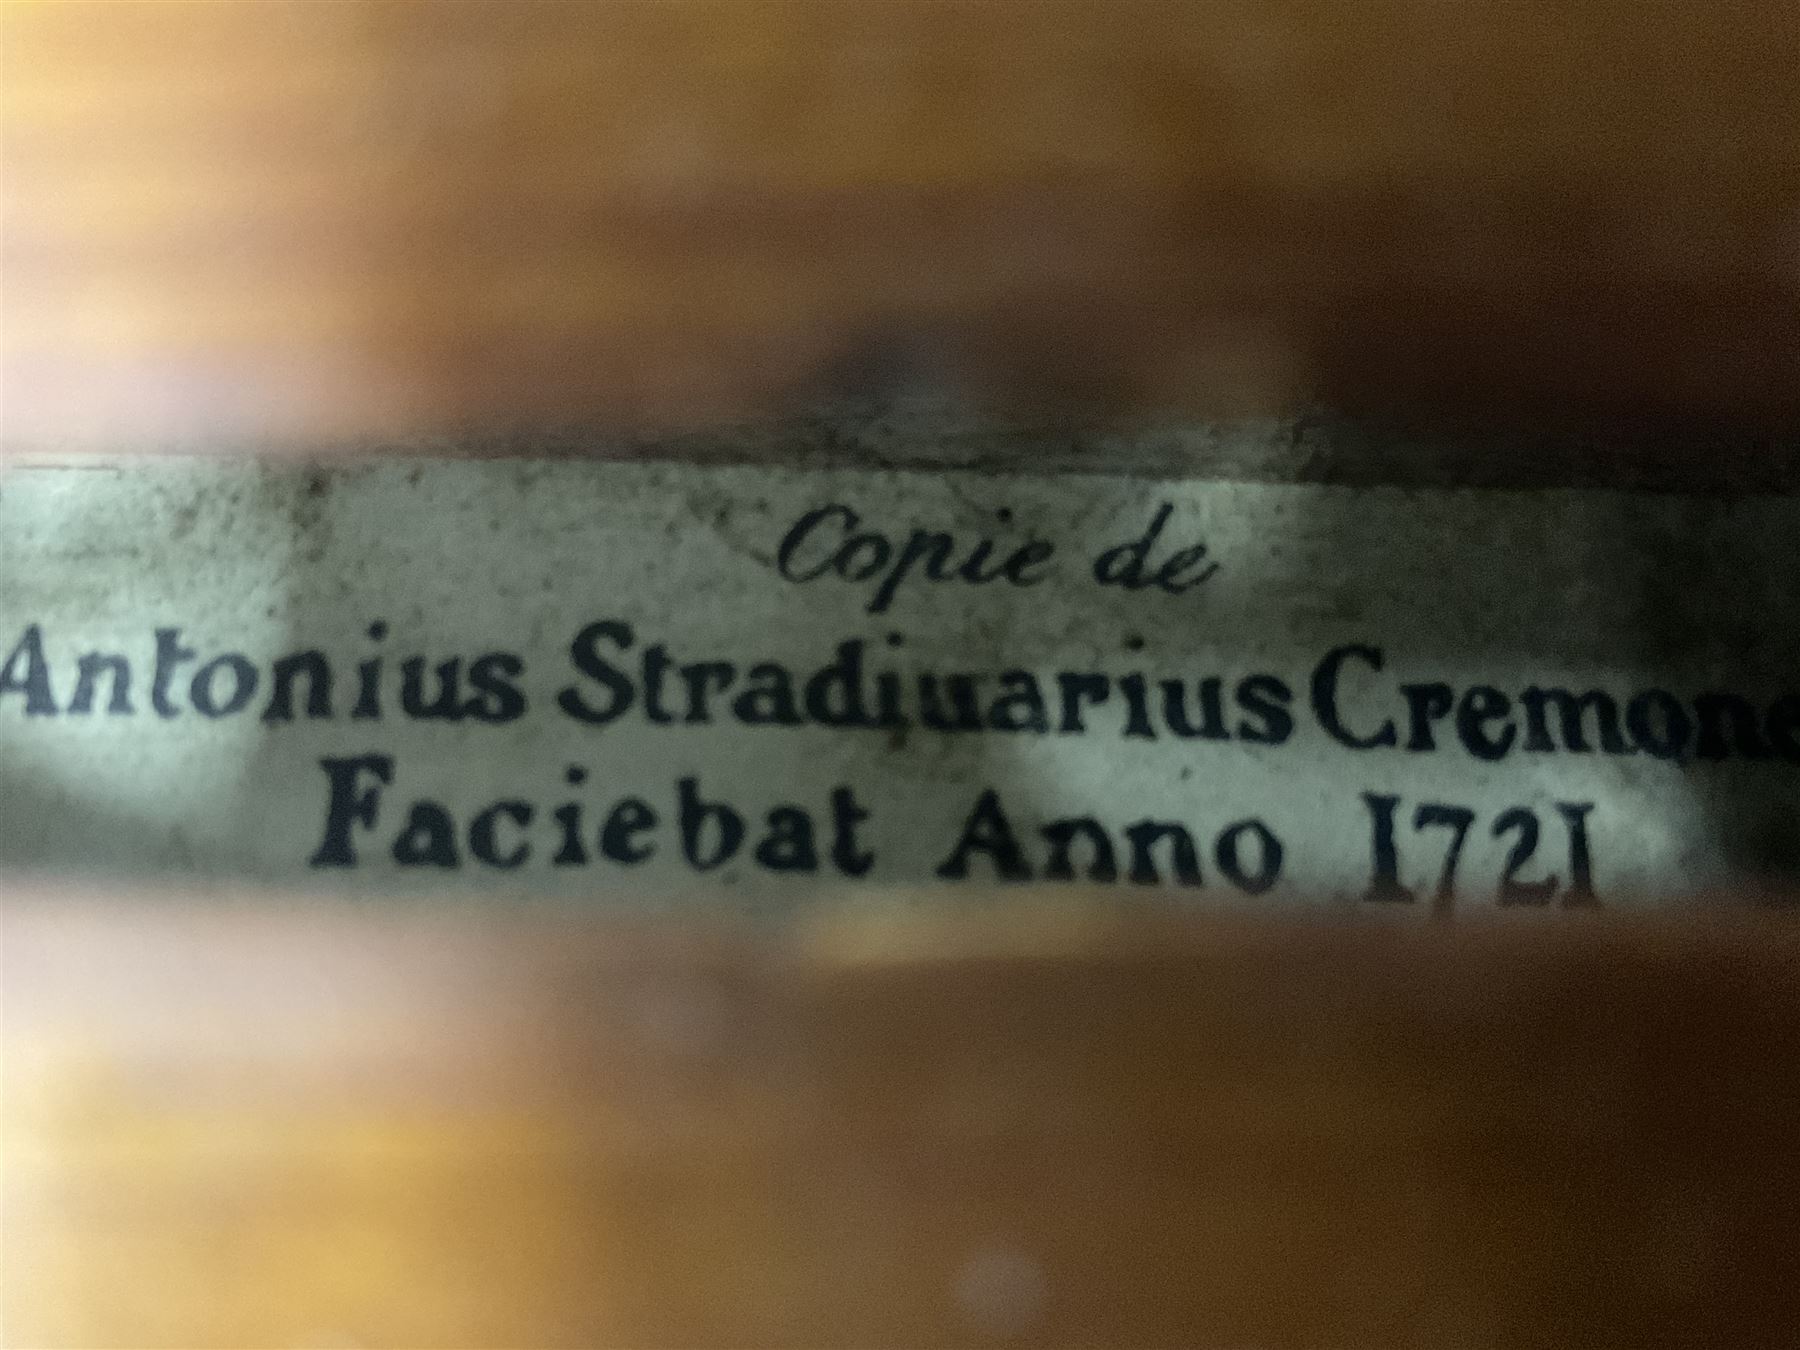 Copie de
Antonius Stradiuarius Cremone
Faciebat Anno 1721